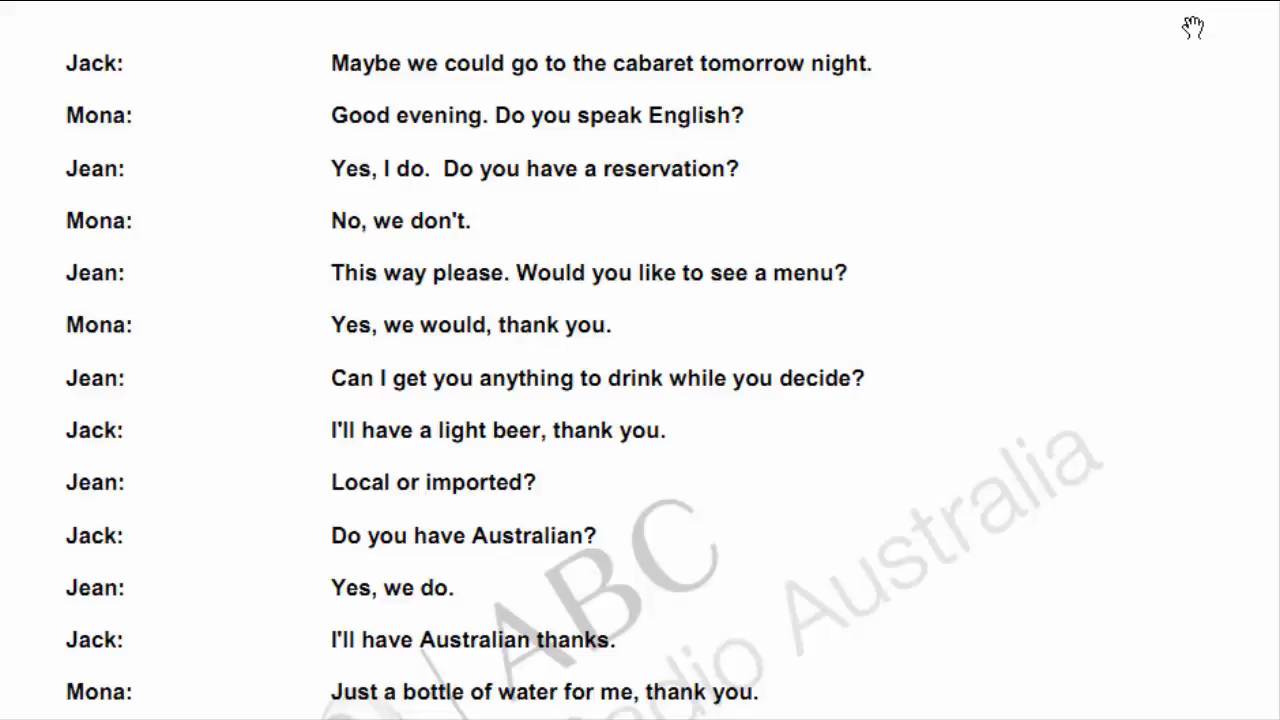 Jack: Maybe we could go to the cabaret tomorrow night.
Mona: Good evening. Do you speak English?
Jean: Yes, I do.  Do you have a reservation?
Mona: No, we don't.
Jean: This way please. Would you like to see a menu?
Mona: Yes, we would, thank you.
Jean: Can I get you anything to drink while you decide?
Jack: I'll have a light beer, thank you.
Jean: Local or imported?
Jack: Do you have Australian?
Jean: Yes, we do.
Jack: I'll have Australian thanks.
Mona: Just a bottle of water for me, thank you.
ABC
Radio Australia